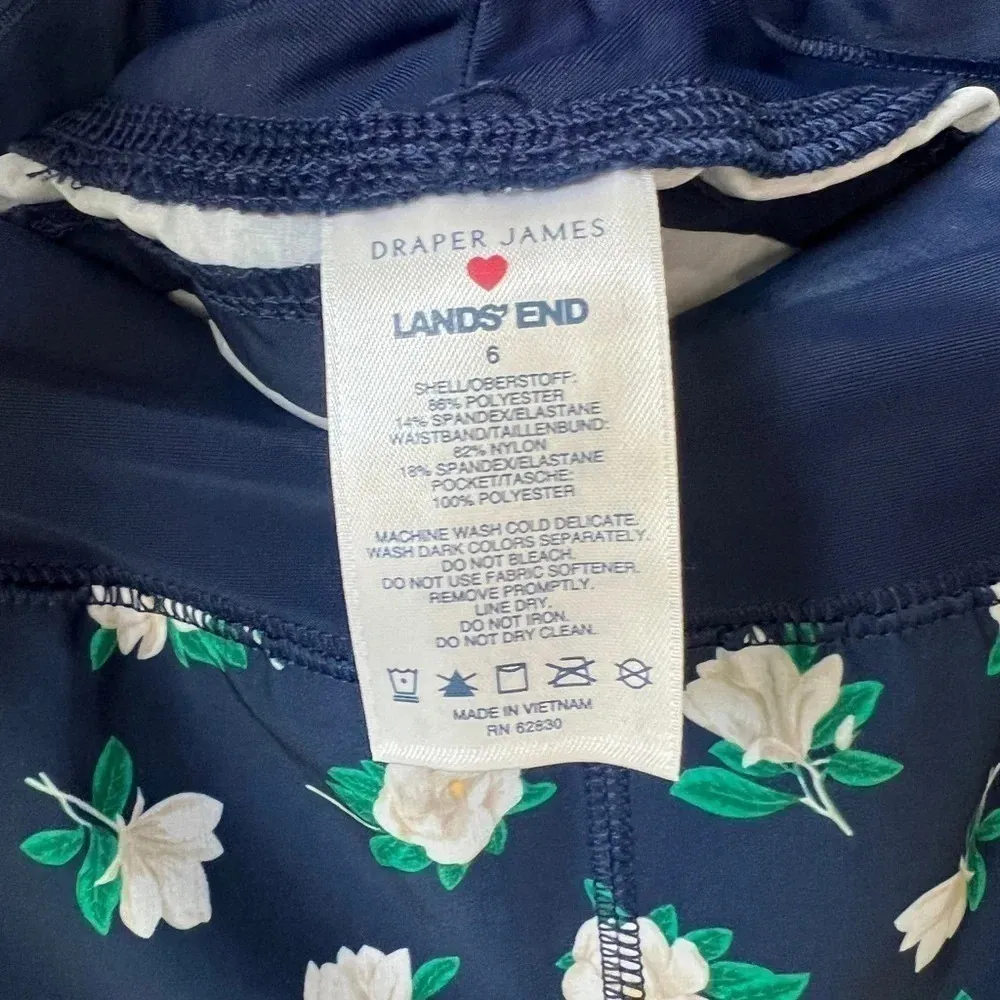 DRAPER JAMES
LANDS' END
6
SHELL/OBERSTOFF:
86% POLYESTER
14% SPANDEX/ELASTANE
WAISTBAND/TAILLENBUND:
82% NYLON
18% SPANDEX/ELASTANE
POCKET/TASCHE:
100% POLYESTER
MACHINE WASH COLD DELICATE.
WASH DARK COLORS SEPARATELY.
DO NOT BLEACH.
DO NOT USE FABRIC SOFTENER.
REMOVE PROMPTLY.
LINE DRY.
DO NOT IRON.
DO NOT DRY CLEAN.
MADE IN VIETNAM
RN 62830